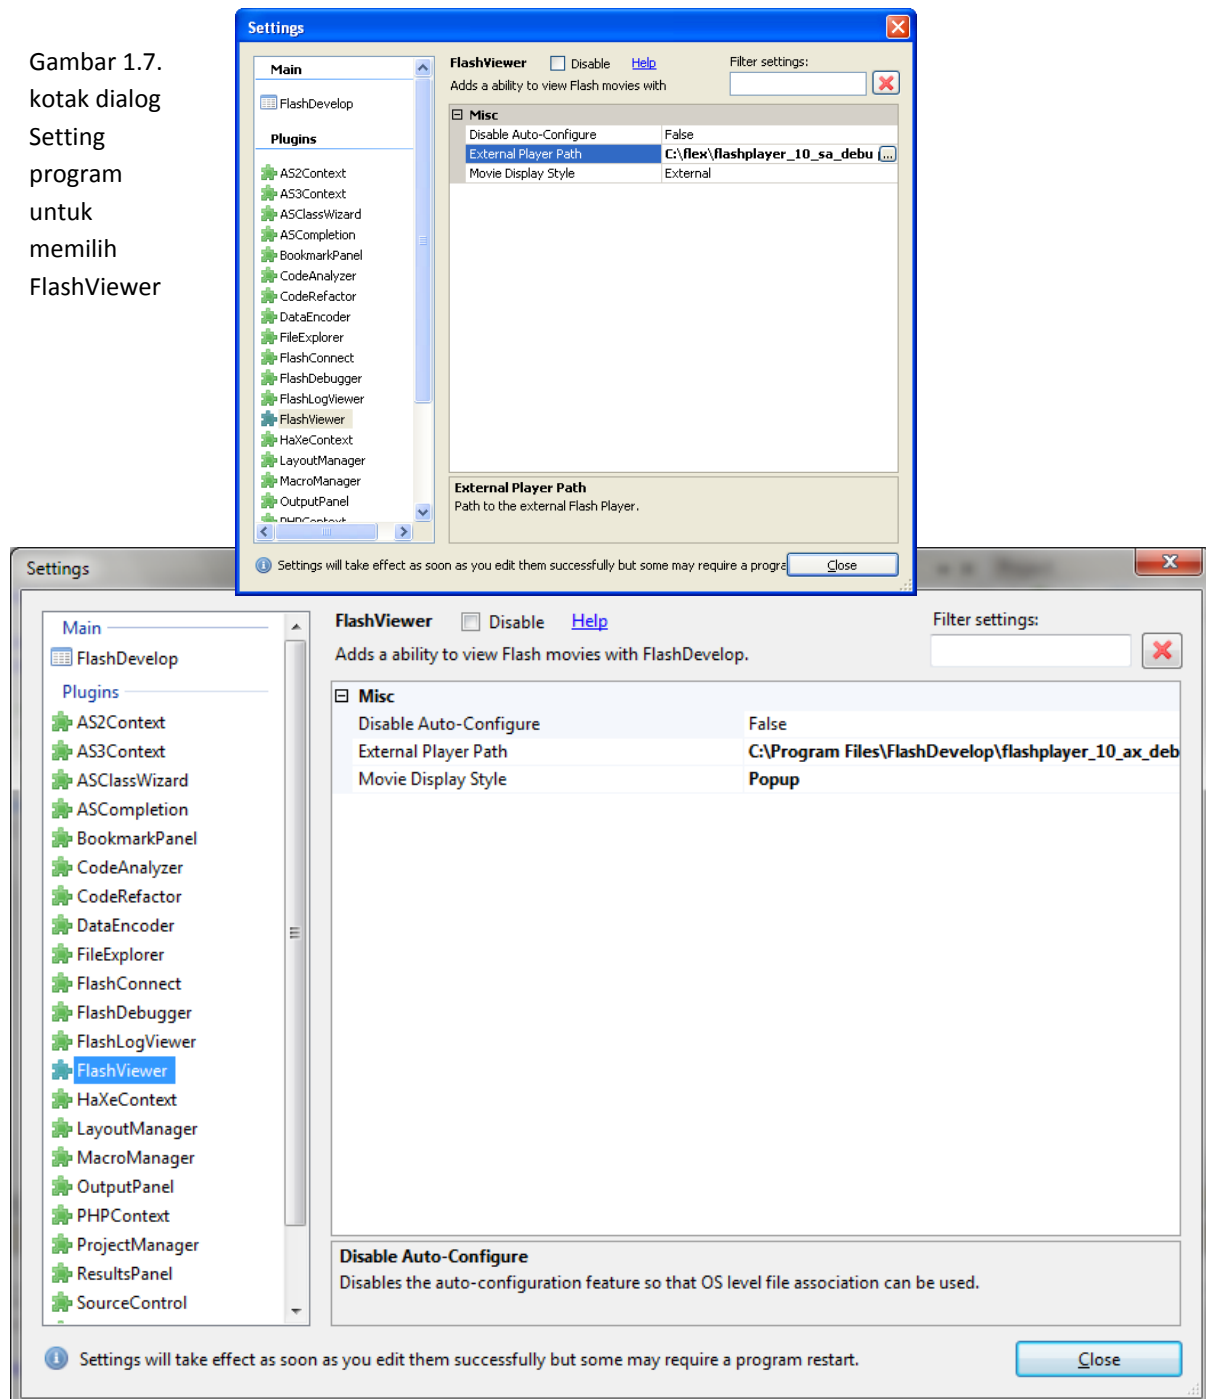 Gambar 1.7.
kotak dialog
Setting
program
untuk
memilih
FlashViewer
Settings
Main
FlashDevelop
Plugins
AS2Context
AS3Context
ASClassWizard
ASCompletion
BookmarkPanel
CodeAnalyzer
CodeRefactor
DataEncoder
FileExplorer
FlashConnect
FlashDebugger
FlashLogViewer
FlashViewer
HaXeContext
LayoutManager
MacroManager
OutputPanel
PHPContext
FlashViewer Disable Help
Filter settings:
Adds a ability to view Flash movies with
Misc
Disable Auto-Configure False
External Player Path C:\flex\flashplayer_10_sa_debu ...
Movie Display Style External
External Player Path
Path to the external Flash Player.
Settings will take effect as soon as you edit them successfully but some may require a progra
Close
Settings
Main
FlashDevelop
Plugins
AS2Context
AS3Context
ASClassWizard
ASCompletion
BookmarkPanel
CodeAnalyzer
CodeRefactor
DataEncoder
FileExplorer
FlashConnect
FlashDebugger
FlashLogViewer
FlashViewer
HaXeContext
LayoutManager
MacroManager
OutputPanel
PHPContext
ProjectManager
ResultsPanel
SourceControl
FlashViewer Disable Help
Filter settings:
Adds a ability to view Flash movies with FlashDevelop.
Misc
Disable Auto-Configure False
External Player Path C:\Program Files\FlashDevelop\flashplayer_10_ax_deb
Movie Display Style Popup
Disable Auto-Configure
Disables the auto-configuration feature so that OS level file association can be used.
Settings will take effect as soon as you edit them successfully but some may require a program restart.
Close